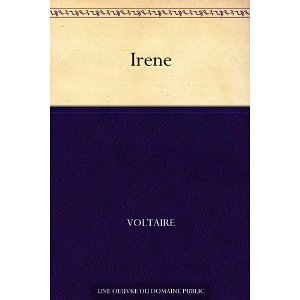 Irene
VOLTAIRE
UNE OEUVRE DU DOMAINE PUBLIC